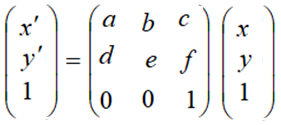 x′ a b c x
y′ = d e f y
1 0 0 1 1